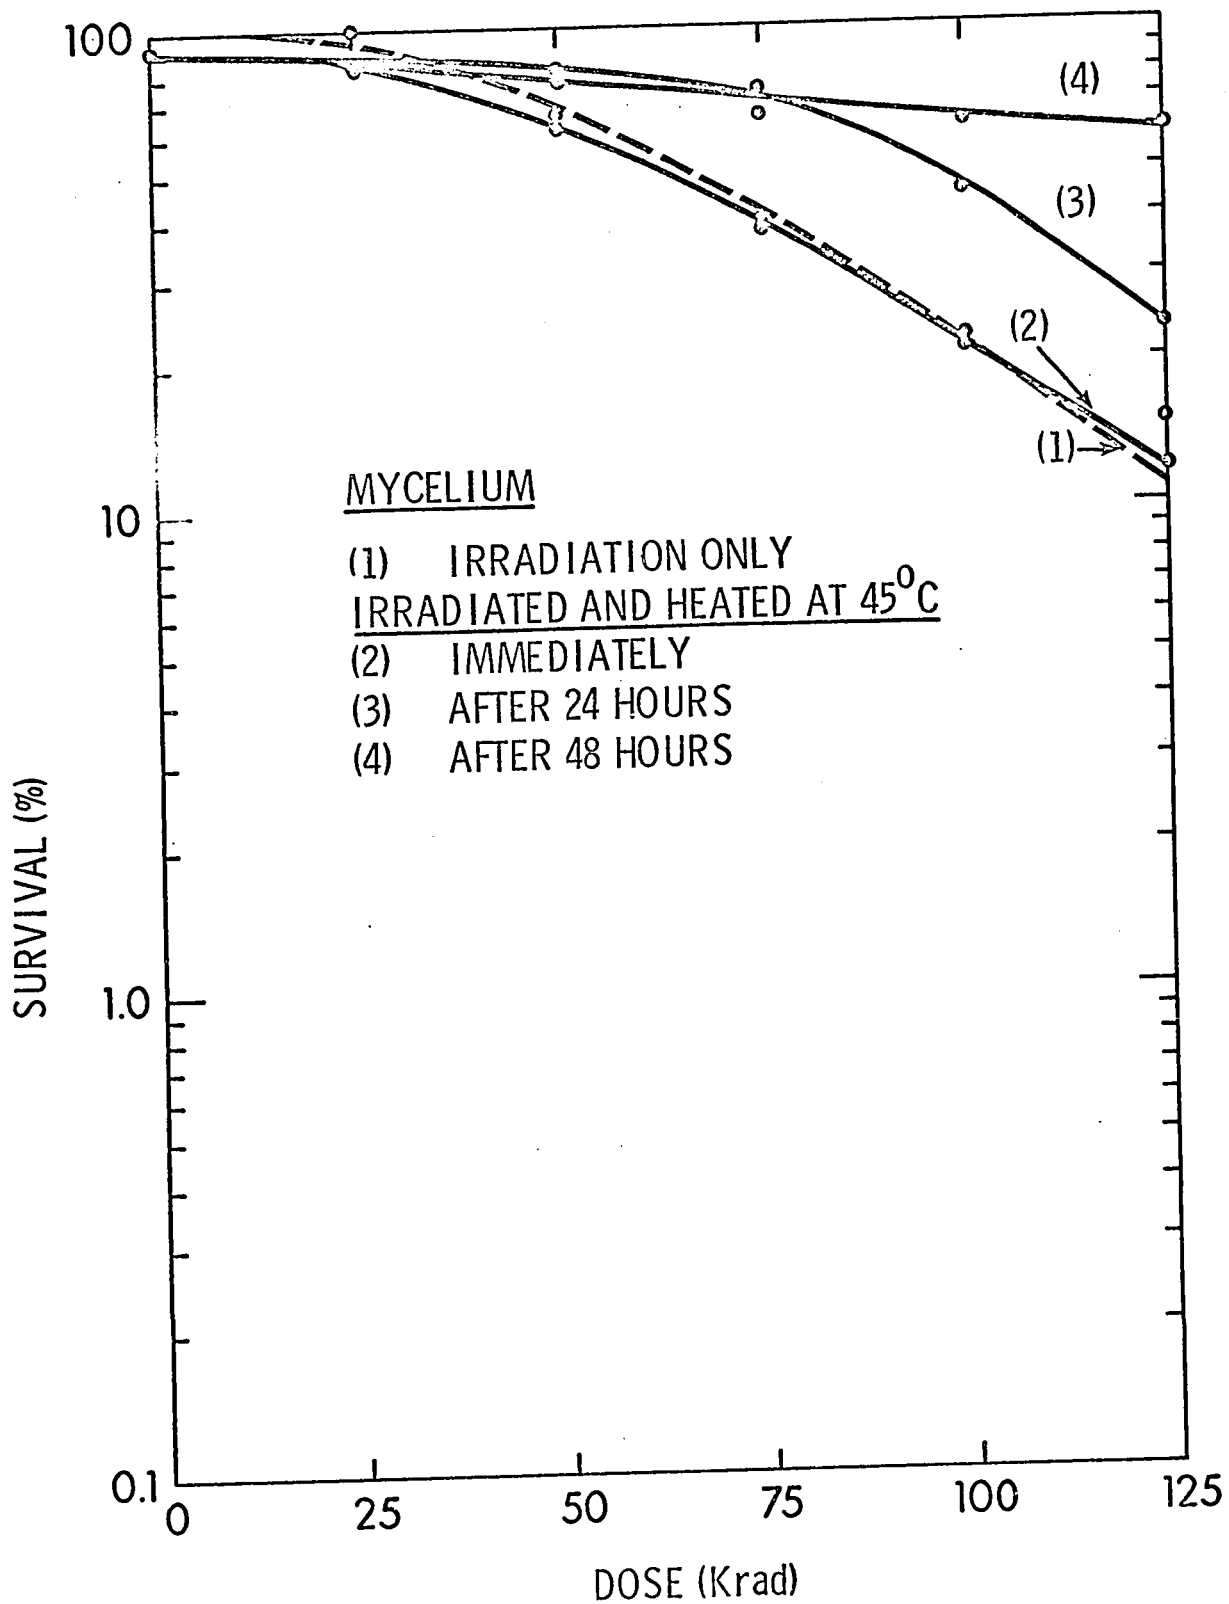 100
(4)
(3)
(2)
(1)
MYCELIUM
10
(1) IRRADIATION ONLY
IRRADIATED AND HEATED AT 45⁰C
(2) IMMEDIATELY
(3) AFTER 24 HOURS
(4) AFTER 48 HOURS
SURVIVAL (%)
1.0
0.1
0 25 50 75 100 125
DOSE (Krad)